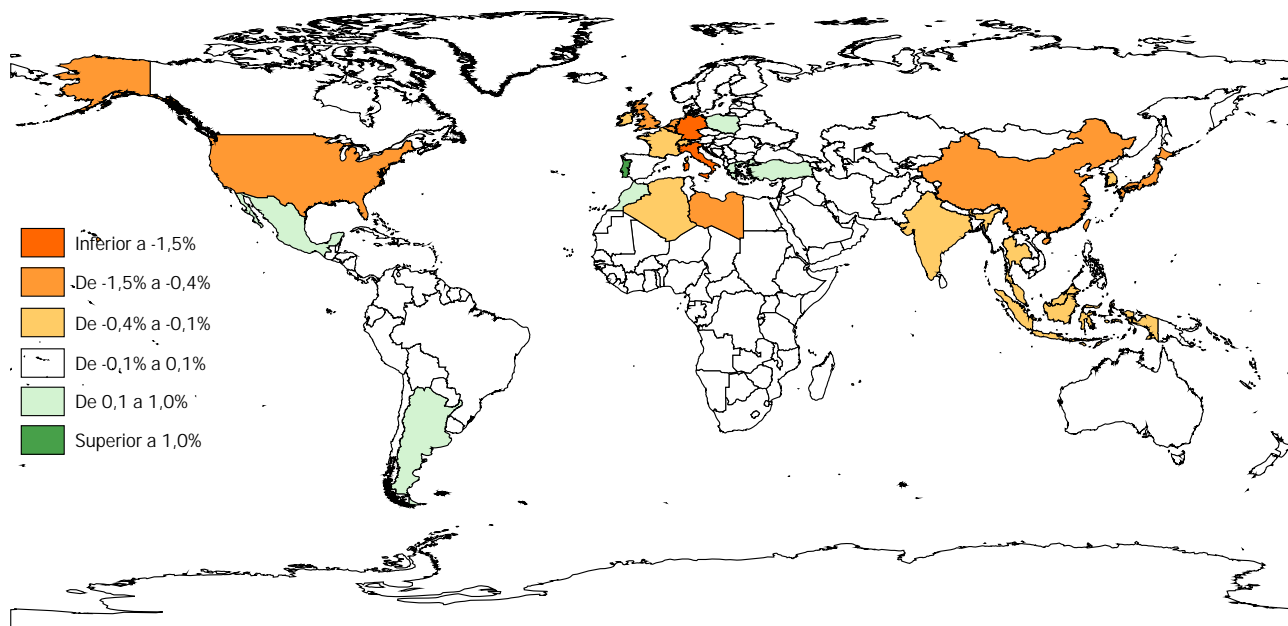 Inferior a -1,5%
De -1,5% a -0,4%
De -0,4% a -0,1%
De -0,1% a 0,1%
De 0,1 a 1,0%
Superior a 1,0%